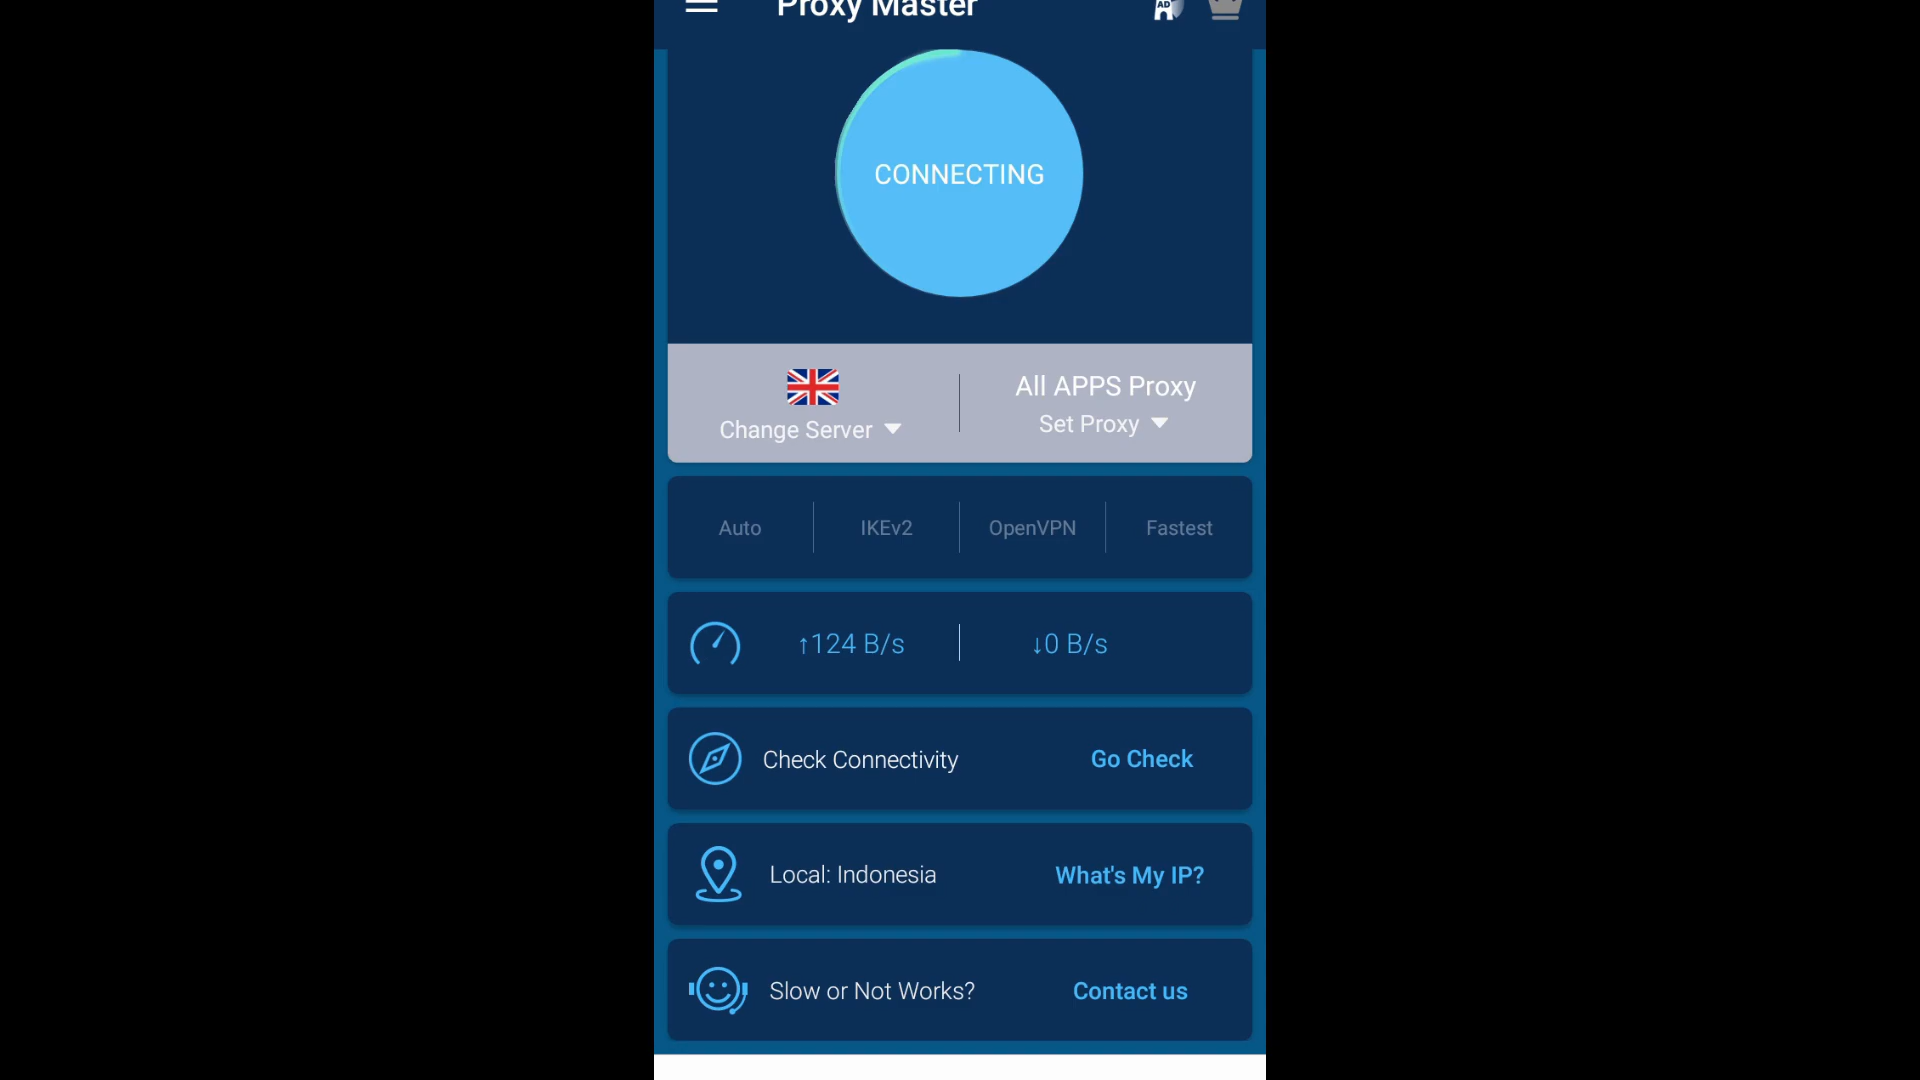 Proxy Master
AD
CONNECTING
All APPS Proxy
Change Server
Set Proxy
Auto
IKEv2
OpenVPN
Fastest
↑124 B/s
↓0 B/s
Check Connectivity
Go Check
Local: Indonesia
What's My IP?
Slow or Not Works?
Contact us